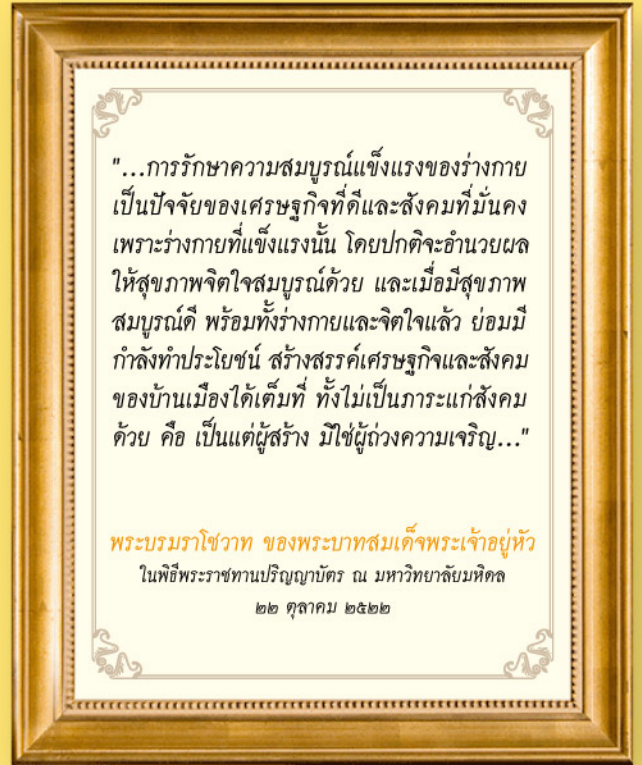 "...การรักษาความสมบูรณ์แข็งแรงของร่างกาย
เป็นปัจจัยของเศรษฐกิจที่ดีและสังคมที่มั่นคง
เพราะร่างกายที่แข็งแรงนั้น โดยปกติจะอำนวยผล
ให้สุขภาพจิตใจสมบูรณ์ด้วย และเมื่อมีสุขภาพ
สมบูรณ์ดี พร้อมทั้งร่างกายและจิตใจแล้ว ย่อมมี
กำลังทำประโยชน์ สร้างสรรค์เศรษฐกิจและสังคม
ของบ้านเมืองได้เต็มที่ ทั้งไม่เป็นภาระแก่สังคม
ด้วย คือ เป็นแต่ผู้สร้าง มิใช่ผู้ถ่วงความเจริญ..."
พระบรมราโชวาท ของพระบาทสมเด็จพระเจ้าอยู่หัว
ในพิธีพระราชทานปริญญาบัตร ณ มหาวิทยาลัยมหิดล
๒๒ ตุลาคม ๒๕๒๒